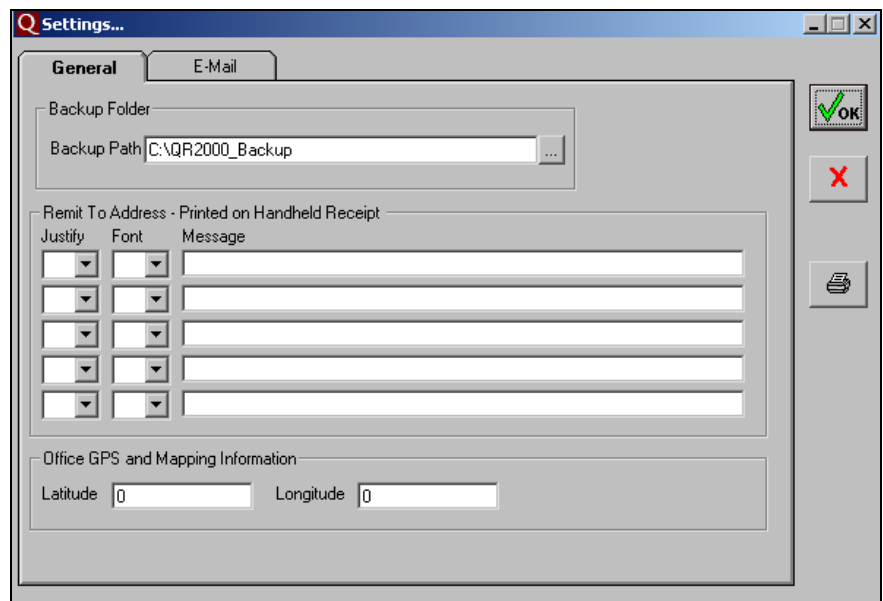 Q Settings...
General E-Mail
Backup Folder
Backup Path C:\QR2000_Backup ...
OK
X
Remit To Address - Printed on Handheld Receipt
Justify Font Message
Office GPS and Mapping Information
Latitude 0 Longitude 0